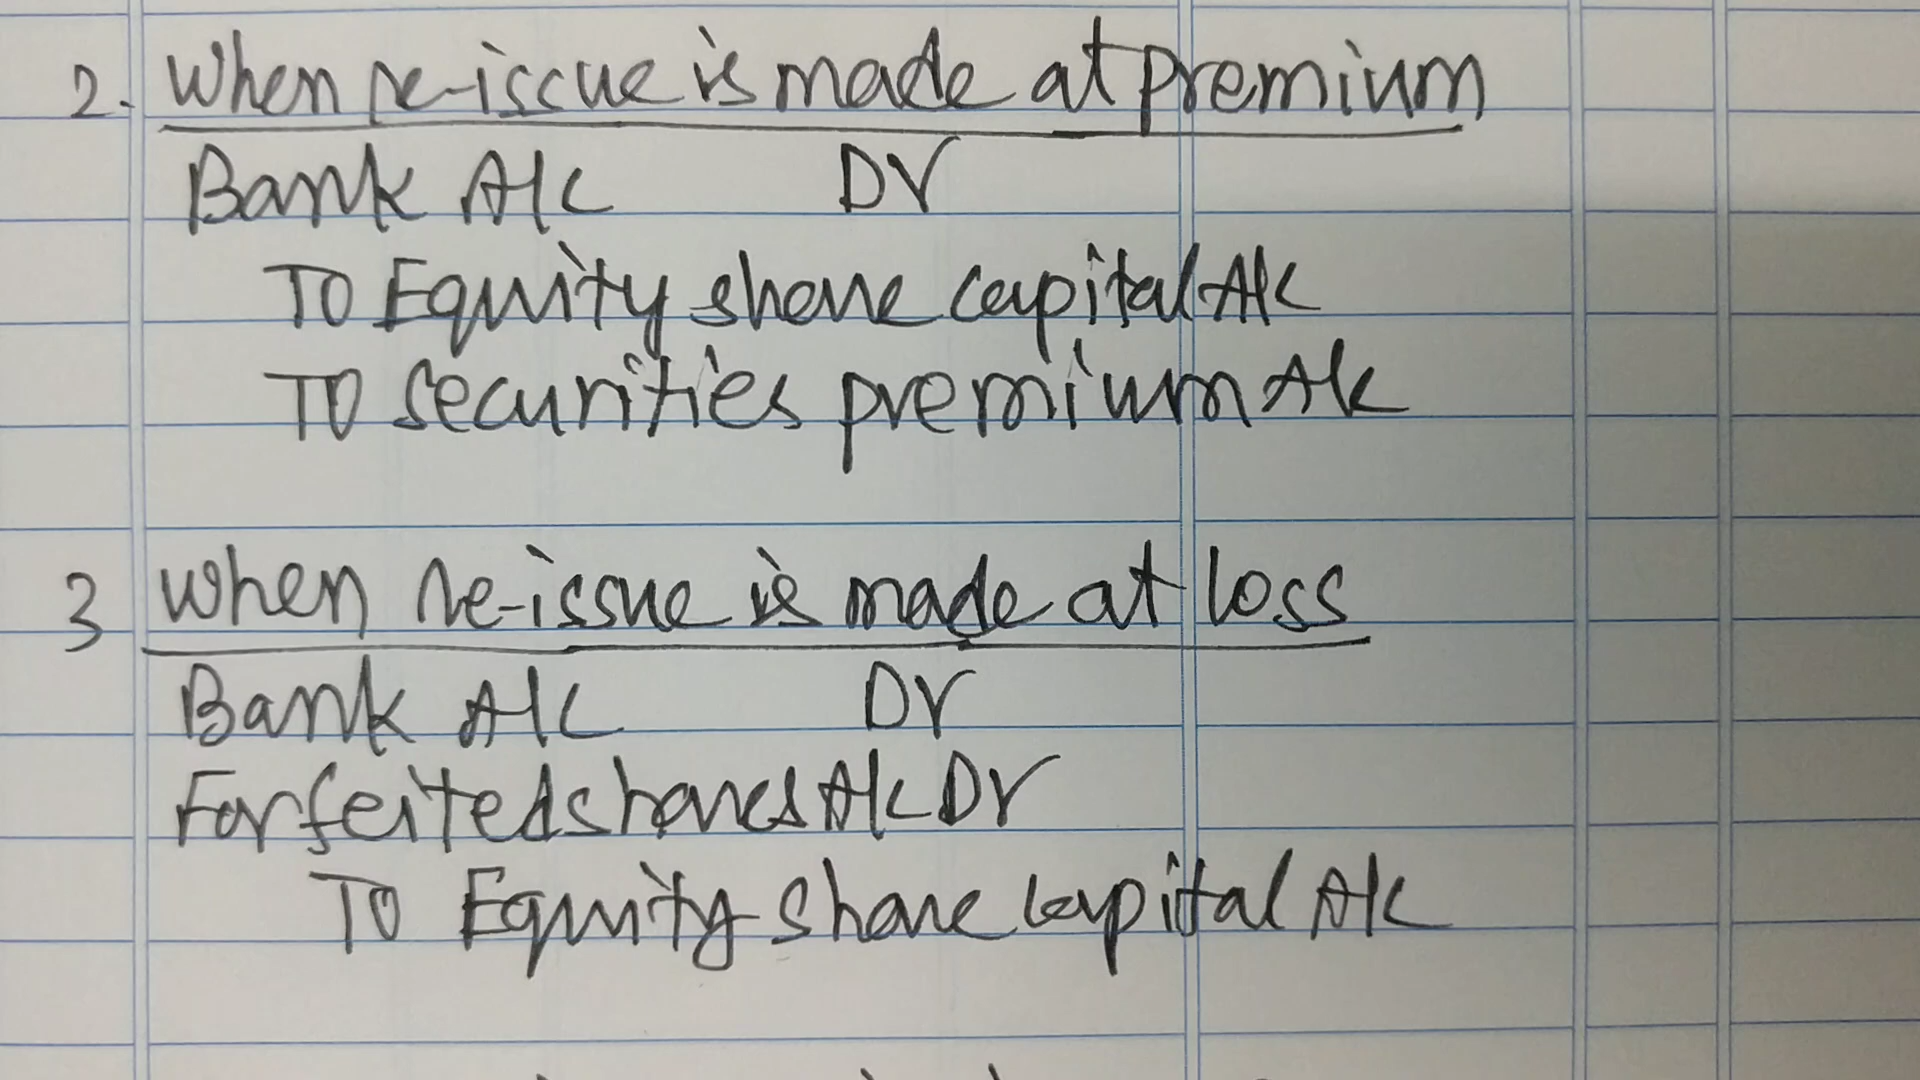 2. When re-iscue is made at premium
Bank A/c Dr
To Equity share capital A/c
To Securities premium A/c
3 When re-issue is made at loss
Bank A/c Dr
Forfeited shares A/c Dr
To Equity share capital A/c